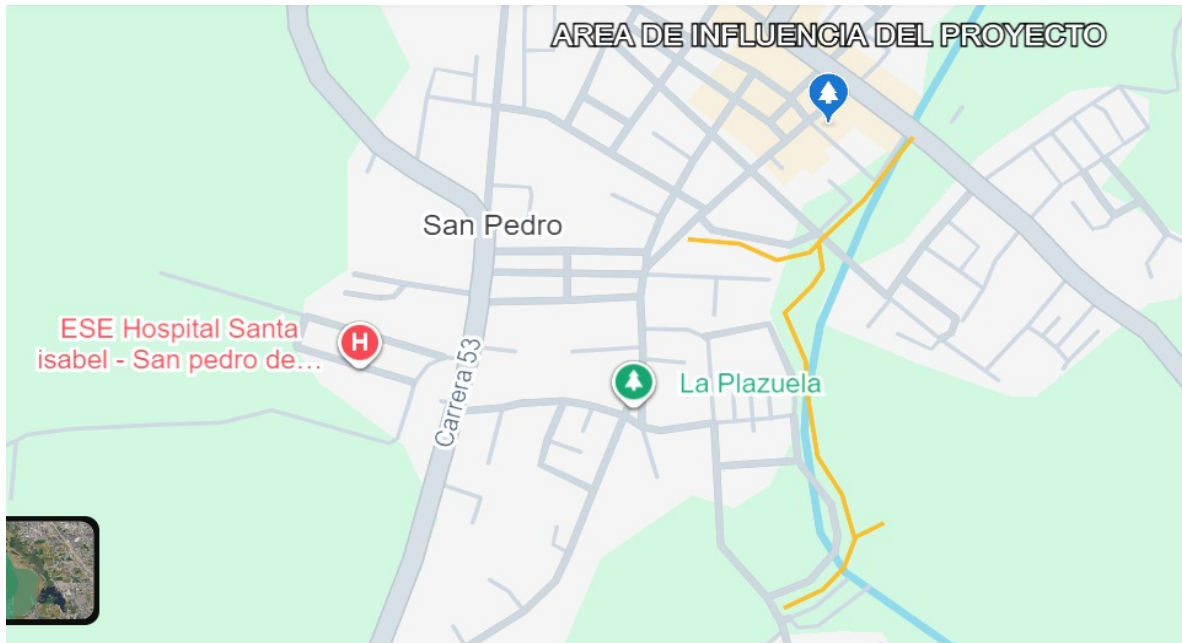 AREA DE INFLUENCIA DEL PROYECTO
San Pedro
ESE Hospital Santa
isabel - San pedro de...
H
Carrera 53
La Plazuela